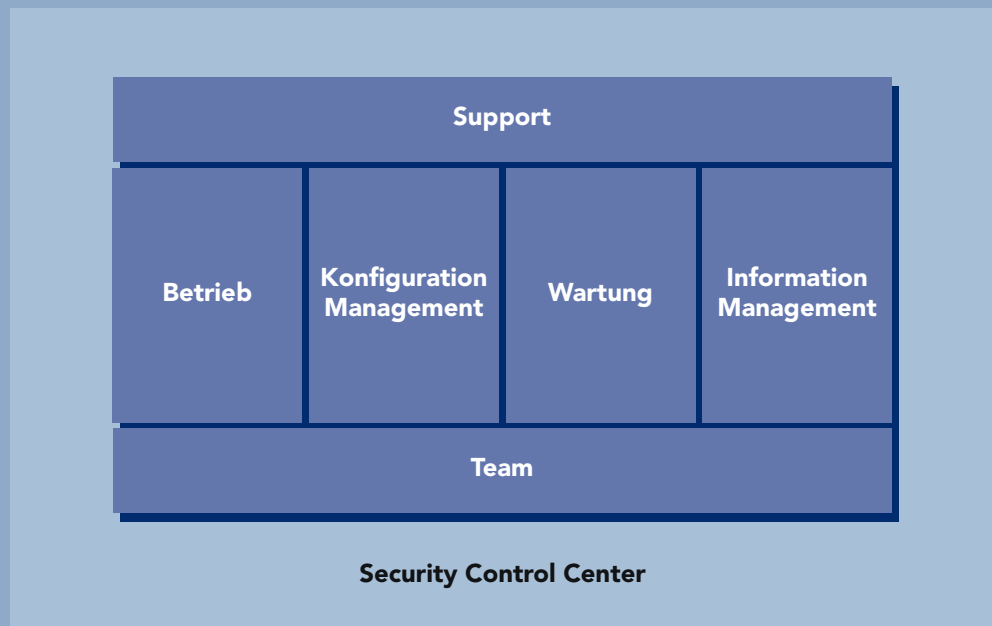 Support
Betrieb
Konfiguration
Management
Wartung
Information
Management
Team
Security Control Center